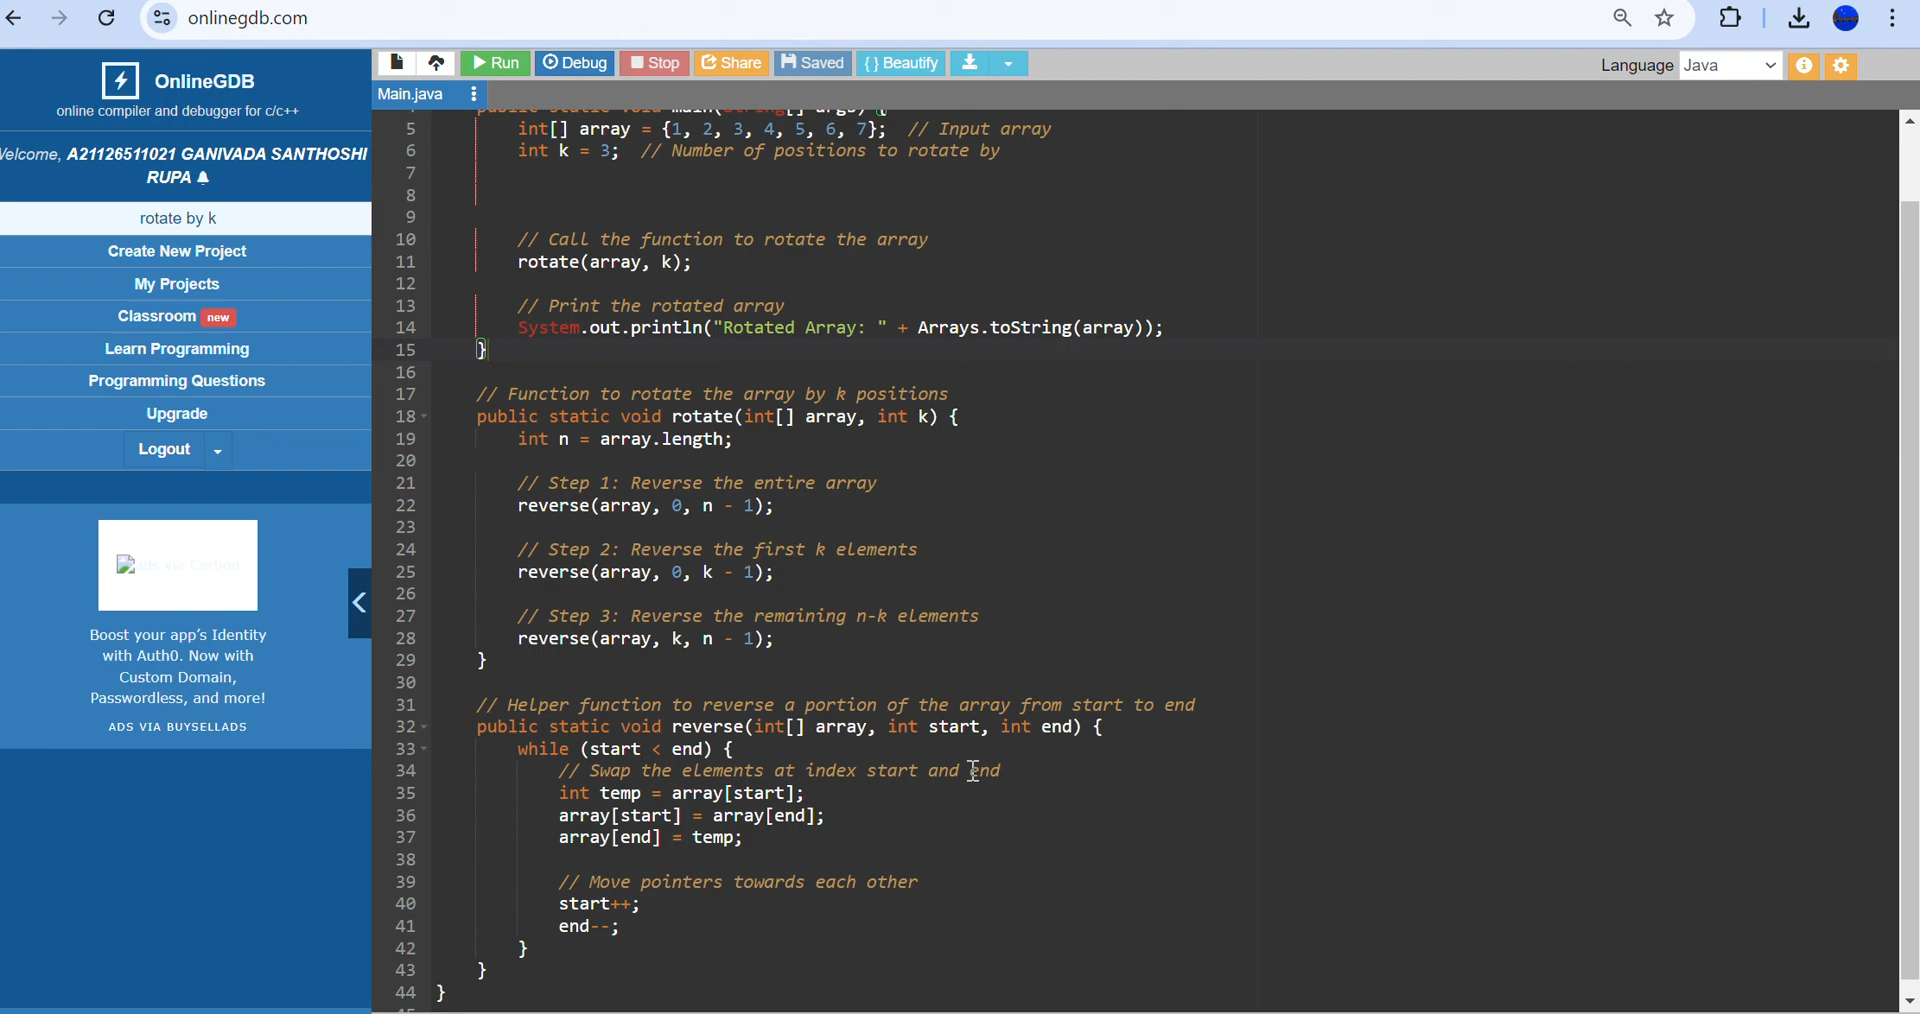 onlinegdb.com
OnlineGDB
online compiler and debugger for c/c++
Velcome, A21126511021 GANIVADA SANTHOSHI
RUPA
rotate by k
Create New Project
My Projects
Classroom new
Learn Programming
Programming Questions
Upgrade
Logout
ads via Carbon
Boost your app's Identity
with Auth0. Now with
Custom Domain,
Passwordless, and more!
ADS VIA BUYSELLADS
Run Debug Stop Share Saved { } Beautify
Language Java
Main.java
4 public static void main(String[] args) {
5 int[] array = {1, 2, 3, 4, 5, 6, 7}; // Input array
6 int k = 3; // Number of positions to rotate by
7
8
9
10 // Call the function to rotate the array
11 rotate(array, k);
12
13 // Print the rotated array
14 System.out.println("Rotated Array: " + Arrays.toString(array));
15 }
16
17 // Function to rotate the array by k positions
18 public static void rotate(int[] array, int k) {
19 int n = array.length;
20
21 // Step 1: Reverse the entire array
22 reverse(array, 0, n - 1);
23
24 // Step 2: Reverse the first k elements
25 reverse(array, 0, k - 1);
26
27 // Step 3: Reverse the remaining n-k elements
28 reverse(array, k, n - 1);
29 }
30
31 // Helper function to reverse a portion of the array from start to end
32 public static void reverse(int[] array, int start, int end) {
33 while (start < end) {
34 // Swap the elements at index start and end
35 int temp = array[start];
36 array[start] = array[end];
37 array[end] = temp;
38
39 // Move pointers towards each other
40 start++;
41 end--;
42 }
43 }
44 }